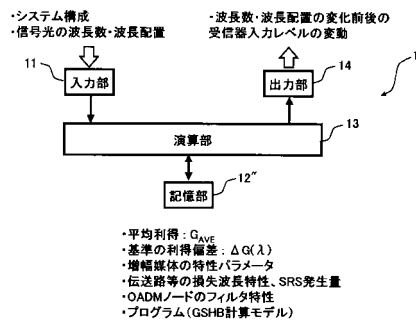 ・システム構成
・信号光の波長数・波長配置
・波長数・波長配置の変化前後の
受信器入力レベルの変動
11
入力部
出力部
14
1
演算部
13
記憶部
12"
・平均利得：GAVE
・基準の利得偏差：ΔG(λ)
・増幅媒体の特性パラメータ
・伝送路等の損失波長特性、SRS発生量
・OADMノードのフィルタ特性
・プログラム（GSHB計算モデル）